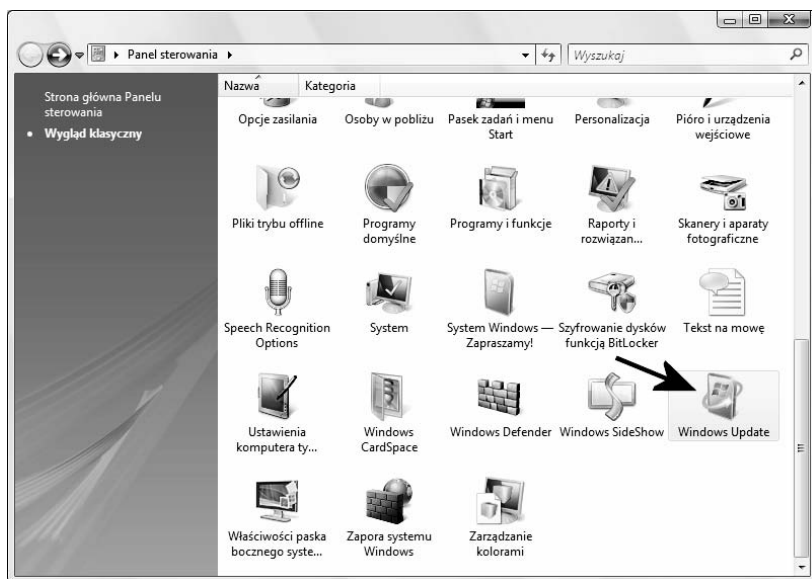 Panel sterowania
Wyszukaj
Strona główna Panelu
sterowania
Wygląd klasyczny
Nazwa Kategoria
Opcje zasilania Osoby w pobliżu Pasek zadań i menu Start Personalizacja Pióro i urządzenia wejściowe
Pliki trybu offline Programy domyślne Programy i funkcje Raporty i rozwiązan... Skanery i aparaty fotograficzne
Speech Recognition Options System System Windows — Zapraszamy! Szyfrowanie dysków funkcją BitLocker Tekst na mowę
Ustawienia komputera ty... Windows CardSpace Windows Defender Windows SideShow Windows Update
Właściwości paska bocznego syste... Zapora systemu Windows Zarządzanie kolorami